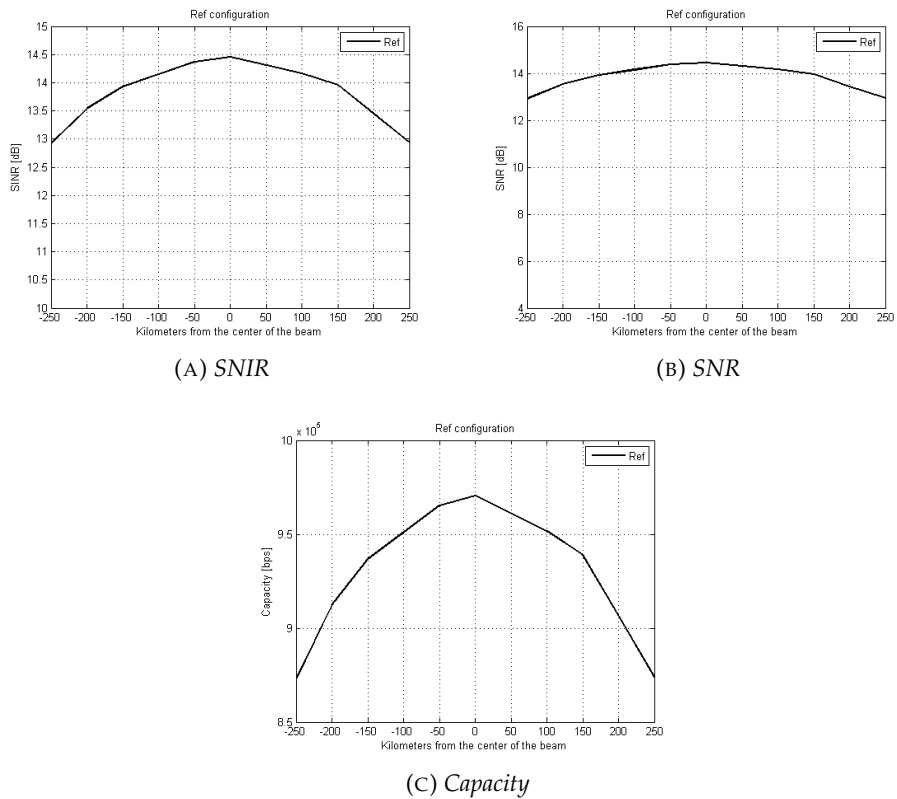 Ref configuration
Ref
SINR [dB]
15
14.5
14
13.5
13
12.5
12
11.5
11
10.5
10
-250 -200 -150 -100 -50 0 50 100 150 200 250
Kilometers from the center of the beam
(A) SNIR
Ref configuration
Ref
SNR [dB]
16
14
12
10
8
6
4
-250 -200 -150 -100 -50 0 50 100 150 200 250
Kilometers from the center of the beam
(B) SNR
x 10^6
Ref configuration
Ref
Capacity [bps]
10
9.5
9
8.5
-250 -200 -150 -100 -50 0 50 100 150 200 250
Kilometers from the center of the beam
(C) Capacity